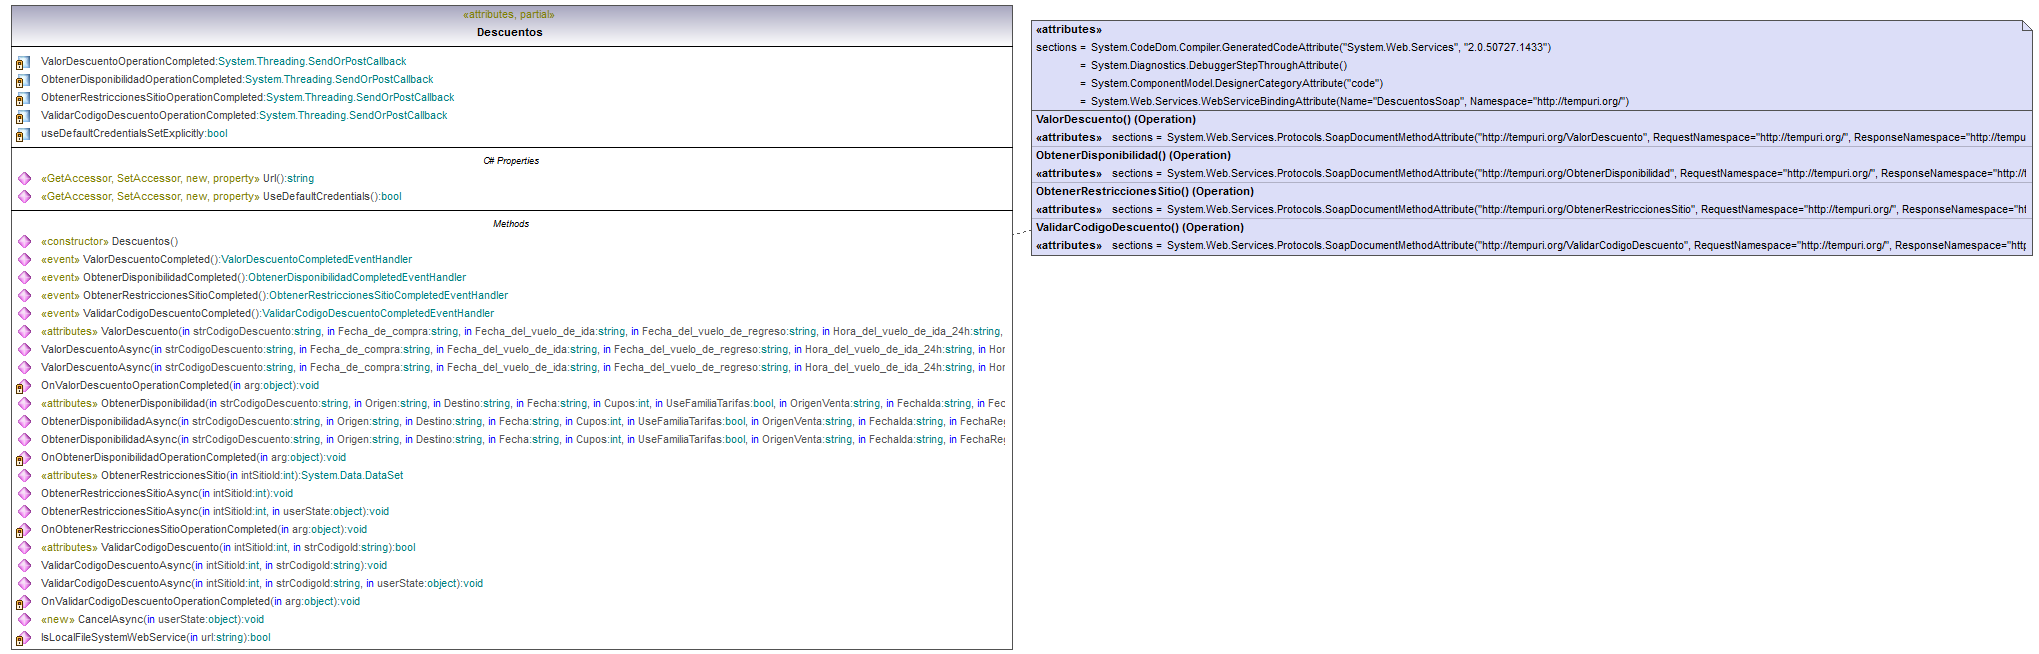 «attributes, partial»
Descuentos
ValorDescuentoOperationCompleted:System.Threading.SendOrPostCallback
ObtenerDisponibilidadOperationCompleted:System.Threading.SendOrPostCallback
ObtenerRestriccionesSitioOperationCompleted:System.Threading.SendOrPostCallback
ValidarCodigoDescuentoOperationCompleted:System.Threading.SendOrPostCallback
useDefaultCredentialsSetExplicitly:bool
C# Properties
«GetAccessor, SetAccessor, new, property» Url():string
«GetAccessor, SetAccessor, new, property» UseDefaultCredentials():bool
Methods
«constructor» Descuentos()
«event» ValorDescuentoCompleted():ValorDescuentoCompletedEventHandler
«event» ObtenerDisponibilidadCompleted():ObtenerDisponibilidadCompletedEventHandler
«event» ObtenerRestriccionesSitioCompleted():ObtenerRestriccionesSitioCompletedEventHandler
«event» ValidarCodigoDescuentoCompleted():ValidarCodigoDescuentoCompletedEventHandler
«attributes» ValorDescuento(in strCodigoDescuento:string, in Fecha_de_compra:string, in Fecha_del_vuelo_de_ida:string, in Fecha_del_vuelo_de_regreso:string, in Hora_del_vuelo_de_ida_24h:string,
ValorDescuentoAsync(in strCodigoDescuento:string, in Fecha_de_compra:string, in Fecha_del_vuelo_de_ida:string, in Fecha_del_vuelo_de_regreso:string, in Hora_del_vuelo_de_ida_24h:string, in Hor
ValorDescuentoAsync(in strCodigoDescuento:string, in Fecha_de_compra:string, in Fecha_del_vuelo_de_ida:string, in Fecha_del_vuelo_de_regreso:string, in Hora_del_vuelo_de_ida_24h:string, in Hor
OnValorDescuentoOperationCompleted(in arg:object):void
«attributes» ObtenerDisponibilidad(in strCodigoDescuento:string, in Origen:string, in Destino:string, in Fecha:string, in Cupos:int, in UseFamiliaTarifas:bool, in OrigenVenta:string, in FechaIda:string, in Fec
ObtenerDisponibilidadAsync(in strCodigoDescuento:string, in Origen:string, in Destino:string, in Fecha:string, in Cupos:int, in UseFamiliaTarifas:bool, in OrigenVenta:string, in FechaIda:string, in FechaReg
ObtenerDisponibilidadAsync(in strCodigoDescuento:string, in Origen:string, in Destino:string, in Fecha:string, in Cupos:int, in UseFamiliaTarifas:bool, in OrigenVenta:string, in FechaIda:string, in FechaReg
OnObtenerDisponibilidadOperationCompleted(in arg:object):void
«attributes» ObtenerRestriccionesSitio(in intSitioId:int):System.Data.DataSet
ObtenerRestriccionesSitioAsync(in intSitioId:int):void
ObtenerRestriccionesSitioAsync(in intSitioId:int, in userState:object):void
OnObtenerRestriccionesSitioOperationCompleted(in arg:object):void
«attributes» ValidarCodigoDescuento(in intSitioId:int, in strCodigoId:string):bool
ValidarCodigoDescuentoAsync(in intSitioId:int, in strCodigoId:string):void
ValidarCodigoDescuentoAsync(in intSitioId:int, in strCodigoId:string, in userState:object):void
OnValidarCodigoDescuentoOperationCompleted(in arg:object):void
«new» CancelAsync(in userState:object):void
IsLocalFileSystemWebService(in url:string):bool
«attributes»
sections = System.CodeDom.Compiler.GeneratedCodeAttribute("System.Web.Services", "2.0.50727.1433")
= System.Diagnostics.DebuggerStepThroughAttribute()
= System.ComponentModel.DesignerCategoryAttribute("code")
= System.Web.Services.WebServiceBindingAttribute(Name="DescuentosSoap", Namespace="http://tempuri.org/")
ValorDescuento() (Operation)
«attributes» sections = System.Web.Services.Protocols.SoapDocumentMethodAttribute("http://tempuri.org/ValorDescuento", RequestNamespace="http://tempuri.org/", ResponseNamespace="http://tempu
ObtenerDisponibilidad() (Operation)
«attributes» sections = System.Web.Services.Protocols.SoapDocumentMethodAttribute("http://tempuri.org/ObtenerDisponibilidad", RequestNamespace="http://tempuri.org/", ResponseNamespace="http://t
ObtenerRestriccionesSitio() (Operation)
«attributes» sections = System.Web.Services.Protocols.SoapDocumentMethodAttribute("http://tempuri.org/ObtenerRestriccionesSitio", RequestNamespace="http://tempuri.org/", ResponseNamespace="ht
ValidarCodigoDescuento() (Operation)
«attributes» sections = System.Web.Services.Protocols.SoapDocumentMethodAttribute("http://tempuri.org/ValidarCodigoDescuento", RequestNamespace="http://tempuri.org/", ResponseNamespace="http